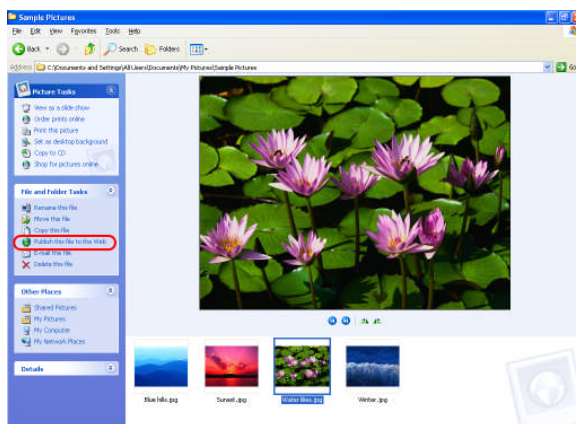 Sample Pictures
File Edit View Favorites Tools Help
Back Search Folders
Address C:\Documents and Settings\All Users\Documents\My Pictures\Sample Pictures Go
Picture Tasks
View as a slide show
Order prints online
Print this picture
Set as desktop background
Copy to CD
Shop for pictures online
File and Folder Tasks
Rename this file
Move this file
Copy this file
Publish this file to the Web
E-mail this file
Delete this file
Other Places
Shared Pictures
My Pictures
My Computer
My Network Places
Details
Blue hills.jpg Sunset.jpg Water lilies.jpg Winter.jpg